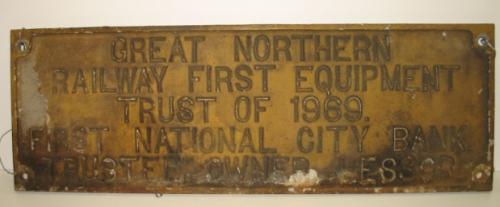 GREAT NORTHERN
RAILWAY FIRST EQUIPMENT
TRUST OF 1969.
FIRST NATIONAL CITY BANK
TRUSTEE, OWNER, LESSOR